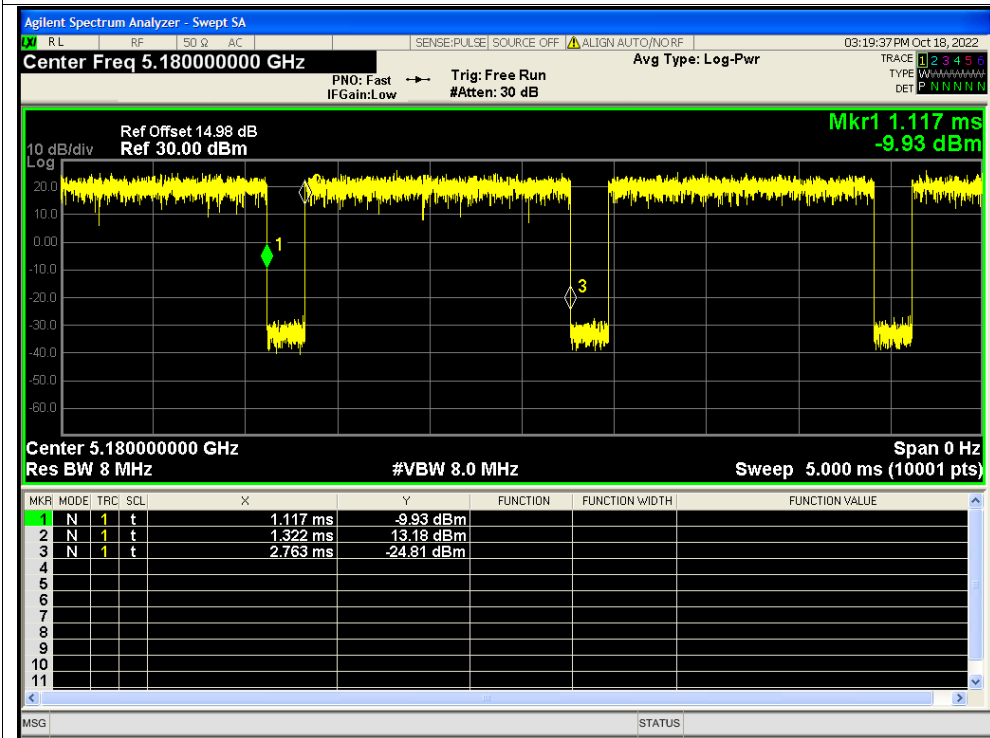 Agilent Spectrum Analyzer - Swept SA
LXI RL RF 50 Ω AC SENSE:PULSE SOURCE OFF ALIGN AUTO/NO RF 03:19:37 PM Oct 18, 2022
Center Freq 5.180000000 GHz Avg Type: Log-Pwr TRACE 1 2 3 4 5 6
PNO: Fast Trig: Free Run TYPE W
IFGain:Low #Atten: 30 dB DET P N N N N N
Mkr1 1.117 ms
-9.93 dBm
Ref Offset 14.98 dB
10 dB/div Ref 30.00 dBm
Log
20.0
10.0
0.00
-10.0
-20.0
-30.0
-40.0
-50.0
-60.0
1
3
Center 5.180000000 GHz Span 0 Hz
Res BW 8 MHz #VBW 8.0 MHz Sweep 5.000 ms (10001 pts)
MKR MODE TRC SCL X Y FUNCTION FUNCTION WIDTH FUNCTION VALUE
1 N 1 t 1.117 ms -9.93 dBm
2 N 1 t 1.322 ms 13.18 dBm
3 N 1 t 2.763 ms -24.81 dBm
4
5
6
7
8
9
10
11
MSG STATUS